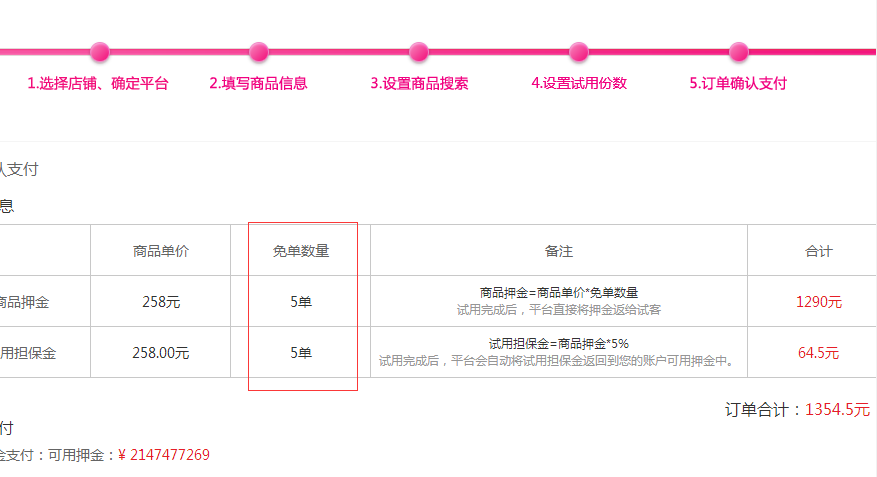 1.选择店铺、确定平台 2.填写商品信息 3.设置商品搜索 4.设置试用份数 5.订单确认支付
认支付
息
商品单价 免单数量 备注 合计
商品押金 258元 5单 商品押金=商品单价*免单数量 1290元
试用完成后，平台直接将押金返给试客
用担保金 258.00元 5单 试用担保金=商品押金*5% 64.5元
试用完成后，平台会自动将试用担保金返回到您的账户可用押金中。
订单合计：1354.5元
付
金支付：可用押金：¥ 2147477269